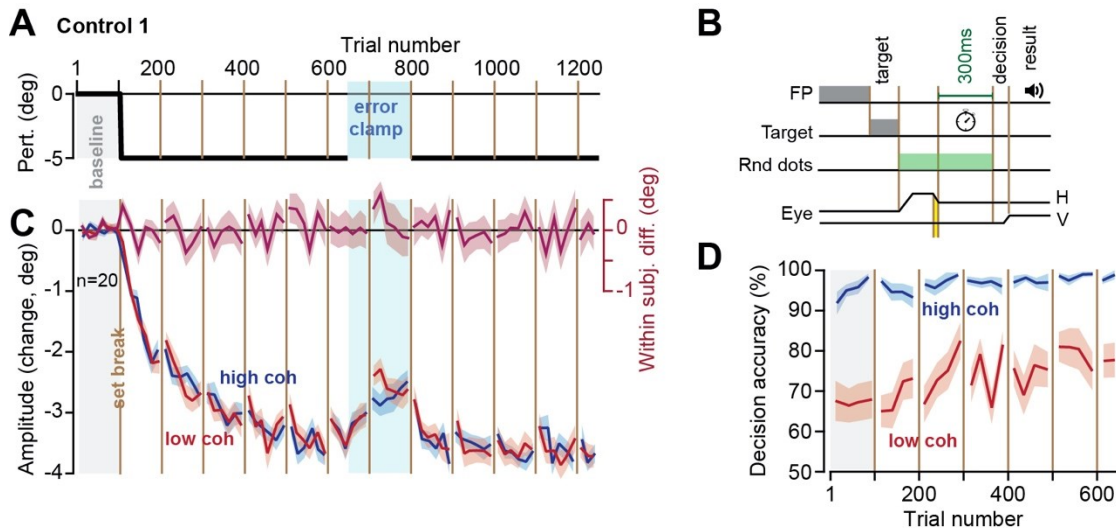 A Control 1
Trial number
1 200 400 600 800 1000 1200
Pert. (deg)
0
-5
baseline
error
clamp
B
target
300ms
decision
result
FP
Target
Rnd dots
Eye
H
V
C
Amplitude (change, deg)
0
-1
-2
-3
-4
n=20
set break
high coh
low coh
0
0
-1
Within subj. diff. (deg)
D
Decision accuracy (%)
100
90
80
70
60
50
high coh
low coh
1 200 400 600
Trial number